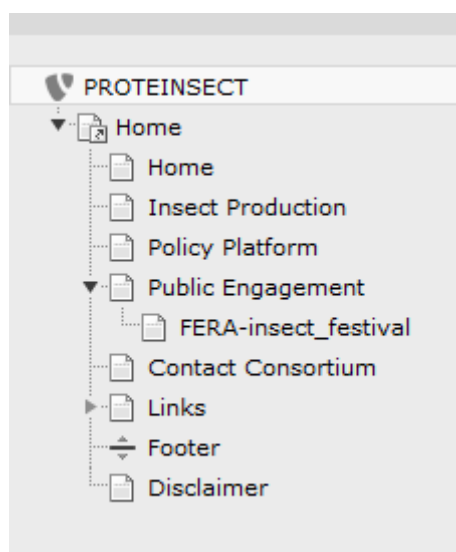 PROTEINSECT
Home
Home
Insect Production
Policy Platform
Public Engagement
FERA-insect_festival
Contact Consortium
Links
Footer
Disclaimer